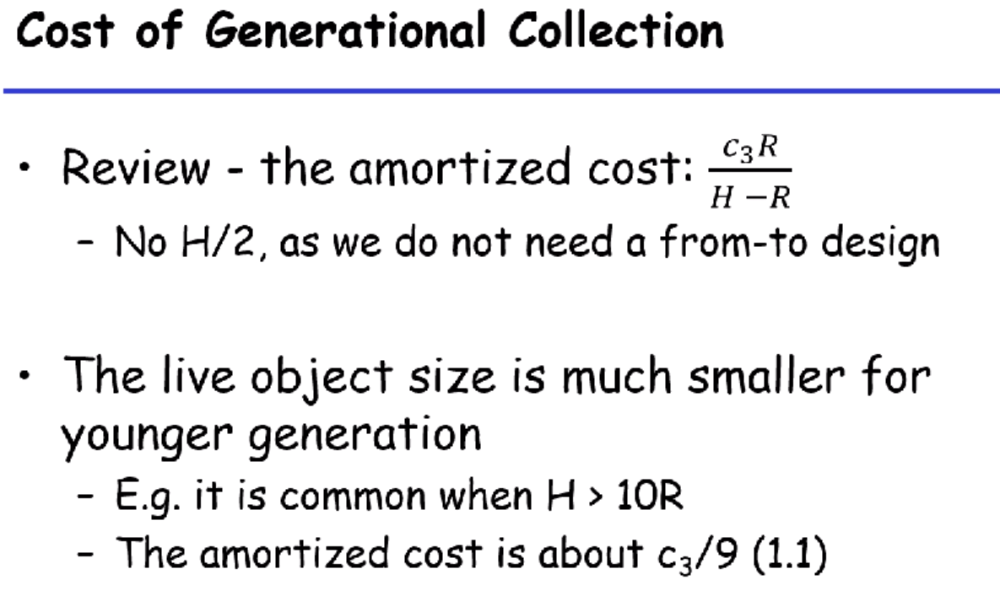 Cost of Generational Collection
• Review - the amortized cost: c₃R / H −R
– No H/2, as we do not need a from-to design
• The live object size is much smaller for
younger generation
– E.g. it is common when H > 10R
– The amortized cost is about c₃/9 (1.1)